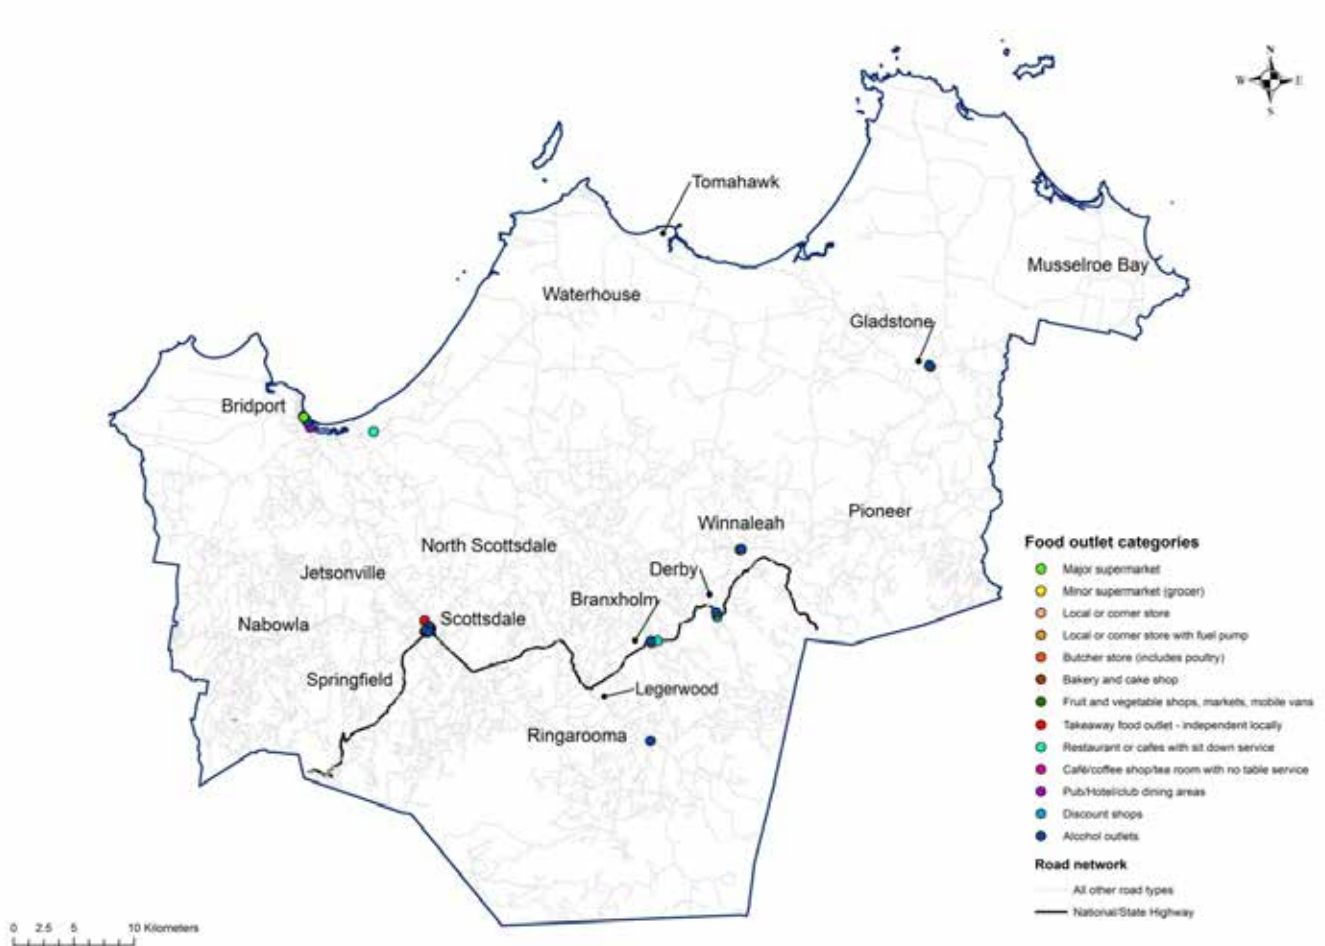 N
W E
S
Tomahawk
Musselroe Bay
Waterhouse
Gladstone
Bridport
Pioneer
Winnaleah
North Scottsdale
Derby
Jetsonville
Branxholm
Scottsdale
Nabowla
Springfield
Legerwood
Ringarooma
Food outlet categories
Major supermarket
Minor supermarket (grocer)
Local or corner store
Local or corner store with fuel pump
Butcher store (includes poultry)
Bakery and cake shop
Fruit and vegetable shops, markets, mobile vans
Takeaway food outlet - independent locally
Restaurant or cafes with sit down service
Café/coffee shop/tea room with no table service
Pub/Hotel/club dining areas
Discount shops
Alcohol outlets
Road network
All other road types
National/State Highway
0 2.5 5 10 Kilometers